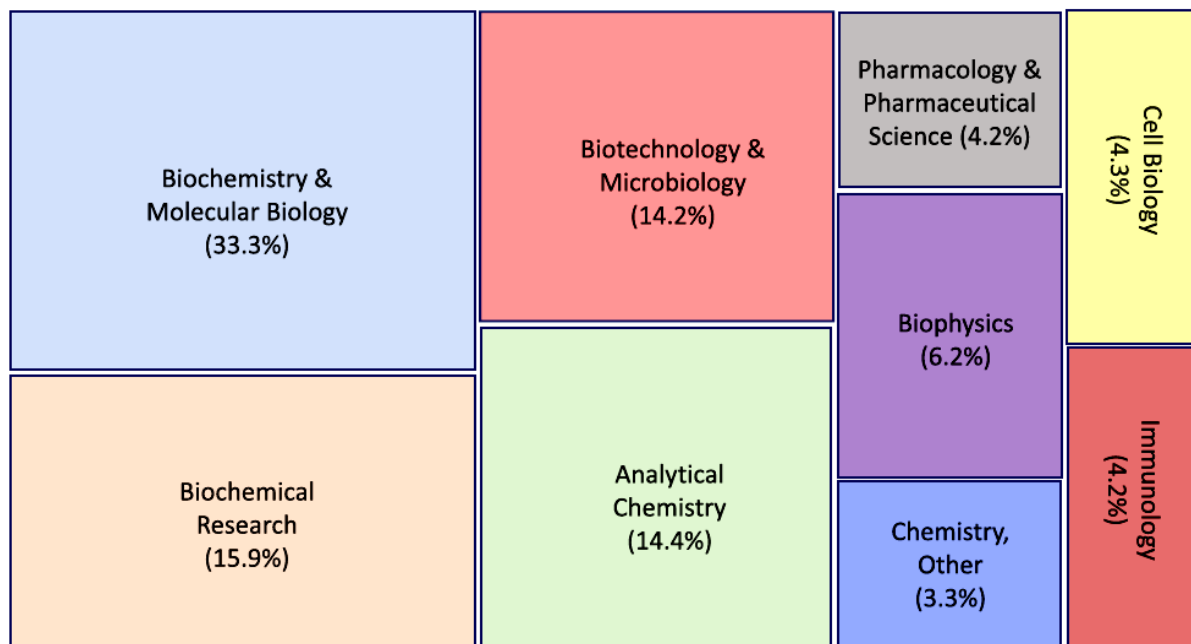 Biochemistry &
Molecular Biology
(33.3%)
Biochemical
Research
(15.9%)
Biotechnology &
Microbiology
(14.2%)
Analytical
Chemistry
(14.4%)
Pharmacology &
Pharmaceutical
Science (4.2%)
Biophysics
(6.2%)
Chemistry,
Other
(3.3%)
Cell Biology
(4.3%)
Immunology
(4.2%)